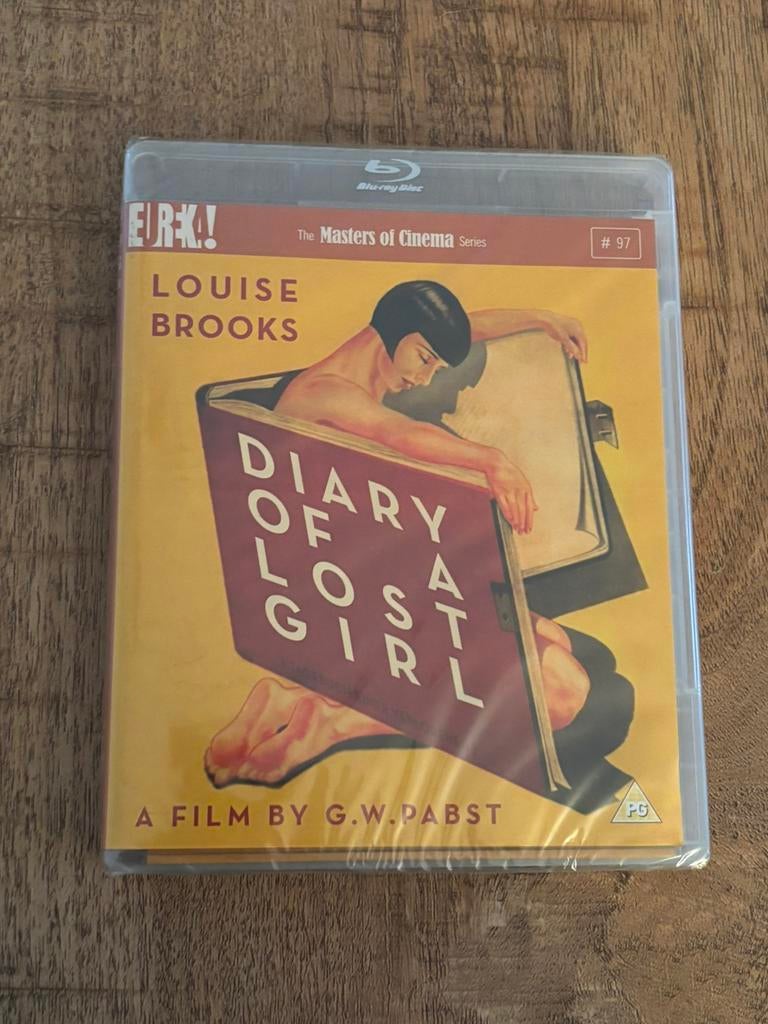 Blu-ray Disc
EUREKA!
The Masters of Cinema Series
# 97
LOUISE
BROOKS
DIARY
OF A
LOST
GIRL
A FILM BY G.W.PABST
PG